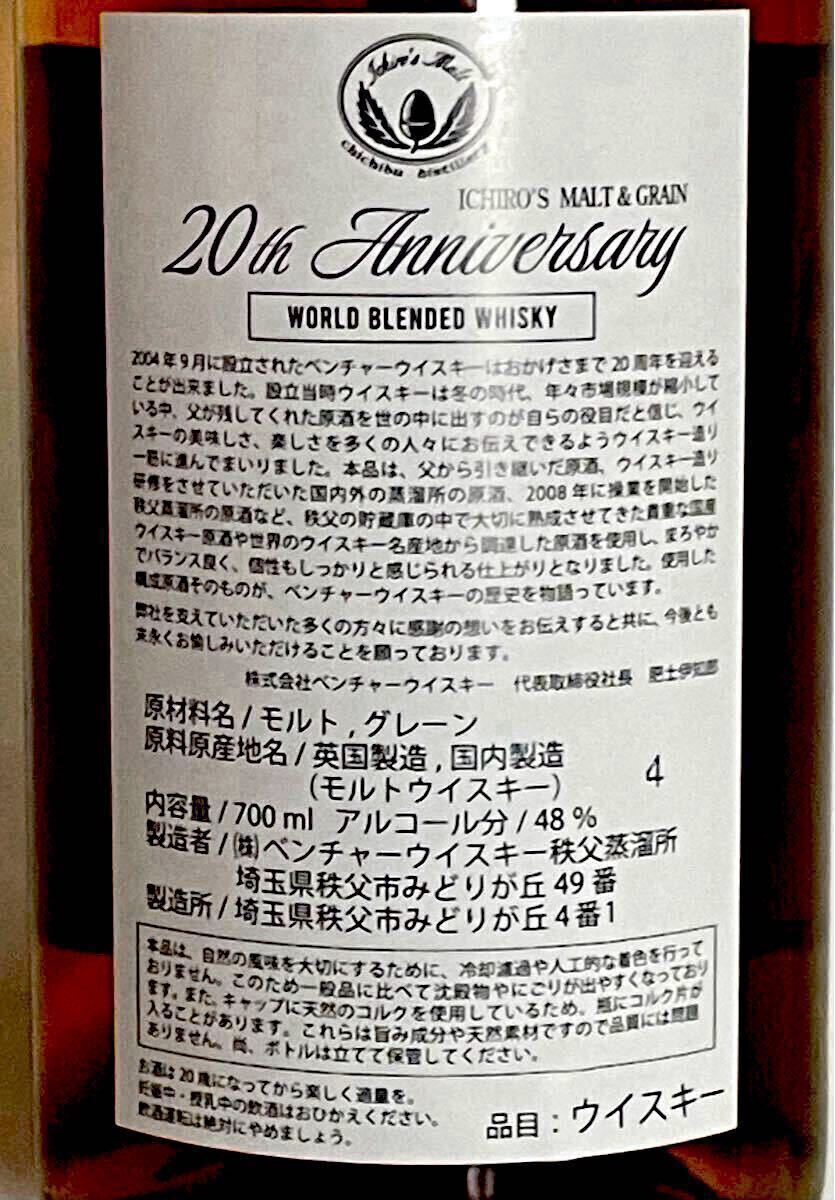 Ichiro's Malt
Chichibu Distillery
ICHIRO'S MALT & GRAIN
20th Anniversary
WORLD BLENDED WHISKY
2004年9月に設立されたベンチャーウイスキーはおかげさまで20周年を迎える
ことが出来ました。設立当時ウイスキーは冬の時代、年々市場規模が縮小して
いる中、父が残してくれた原酒を世の中に出すのが自らの役目だと信じ、ウイ
スキーの美味しさ、楽しさを多くの人々にお伝えできるようウイスキー造り
一筋に進んでまいりました。本品は、父から引き継いだ原酒、ウイスキー造り
研修をさせていただいた国内外の蒸溜所の原酒、2008年に操業を開始した
秩父蒸溜所の原酒など、秩父の貯蔵庫の中で大切に熟成させてきた貴重な国産
ウイスキー原酒や世界のウイスキー名産地から調達した原酒を使用し、まろやか
でバランス良く、個性もしっかりと感じられる仕上がりとなりました。使用した
構成原酒そのものが、ベンチャーウイスキーの歴史を物語っています。
弊社を支えていただいた多くの方々に感謝の想いをお伝えすると共に、今後とも
末永くお愉しみいただけることを願っております。
株式会社ベンチャーウイスキー 代表取締役社長 肥土伊知郎
原材料名/モルト,グレーン
原料原産地名/英国製造,国内製造
(モルトウイスキー)
4
内容量/700ml アルコール分/48%
製造者/㈱ベンチャーウイスキー秩父蒸溜所
埼玉県秩父市みどりが丘49番
製造所/埼玉県秩父市みどりが丘4番1
本品は、自然の風味を大切にするために、冷却濾過や人工的な着色を行って
おりません。このため一般品に比べて沈殿物やにごりが出やすくなっており
ます。また、キャップに天然のコルクを使用しているため、瓶にコルク片が
入ることがあります。これらは旨み成分や天然素材ですので品質には問題
ありません。尚、ボトルは立てて保管してください。
お酒は20歳になってから楽しく適量を。
妊娠中・授乳中の飲酒はおひかえください。
飲酒運転は絶対にやめましょう。
品目:ウイスキー